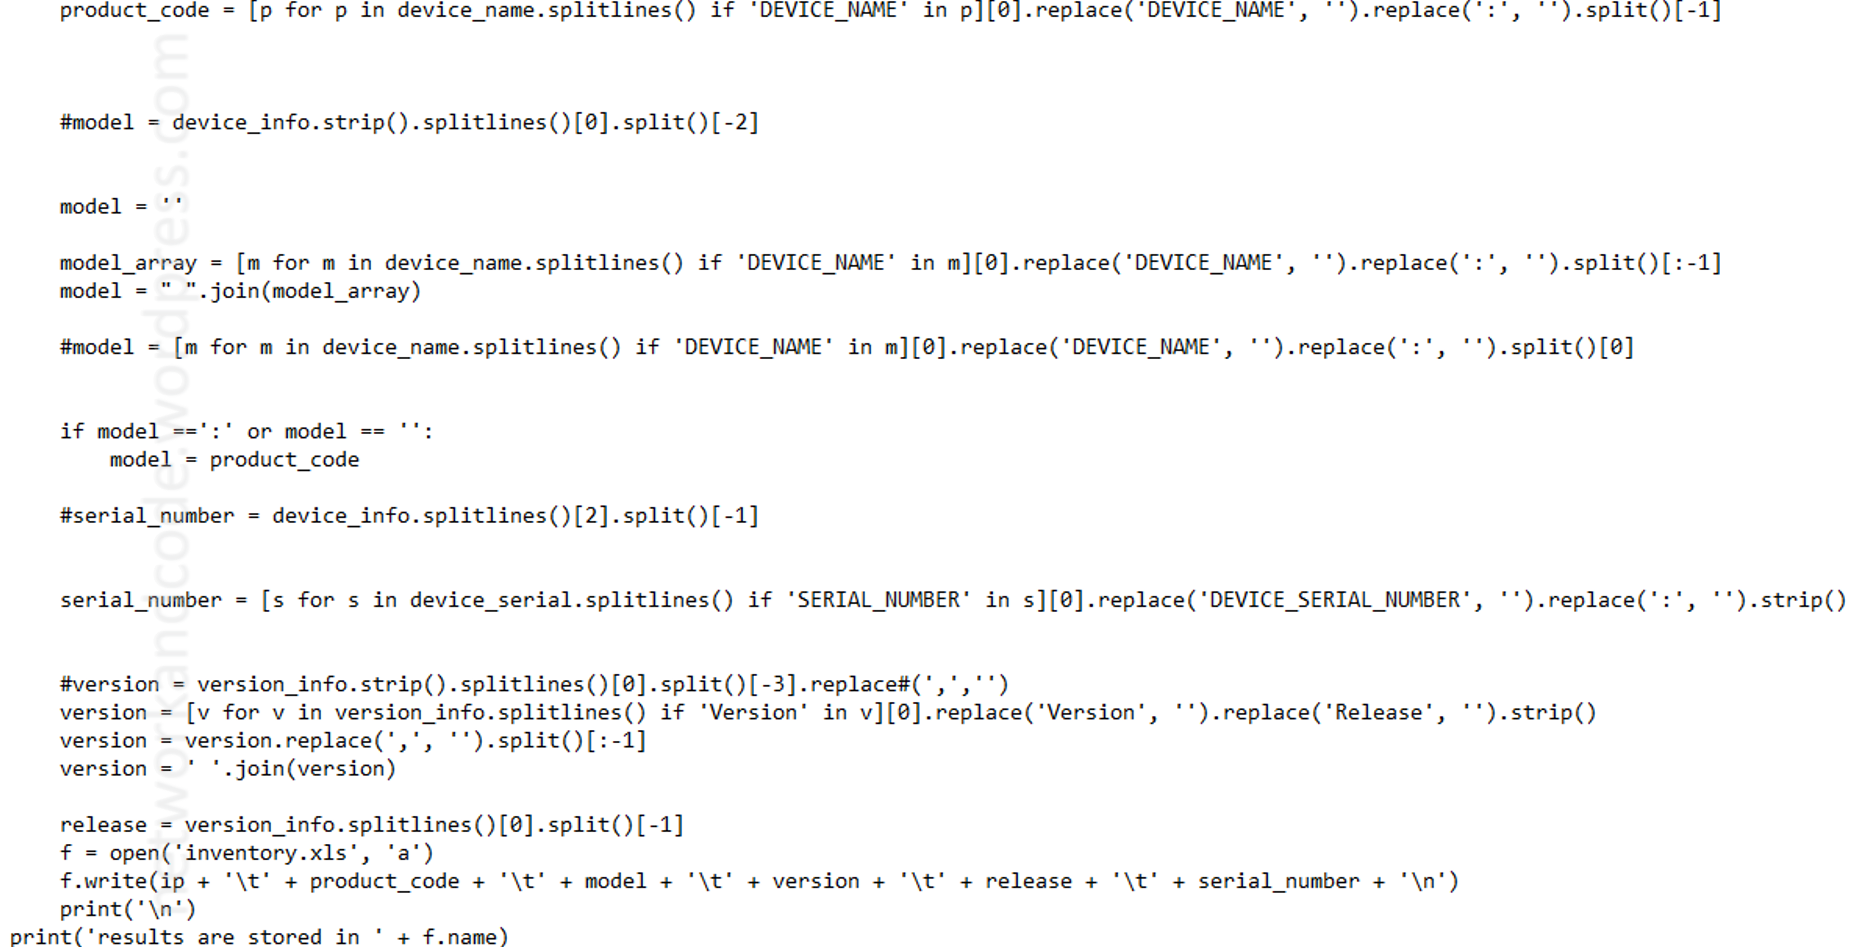 product_code = [p for p in device_name.splitlines() if 'DEVICE_NAME' in p][0].replace('DEVICE_NAME', '').replace(':', '').split()[-1]
#model = device_info.strip().splitlines()[0].split()[-2]
model = ''
model_array = [m for m in device_name.splitlines() if 'DEVICE_NAME' in m][0].replace('DEVICE_NAME', '').replace(':', '').split()[:-1]
model = " ".join(model_array)
#model = [m for m in device_name.splitlines() if 'DEVICE_NAME' in m][0].replace('DEVICE_NAME', '').replace(':', '').split()[0]
if model ==':' or model == '':
    model = product_code
#serial_number = device_info.splitlines()[2].split()[-1]
serial_number = [s for s in device_serial.splitlines() if 'SERIAL_NUMBER' in s][0].replace('DEVICE_SERIAL_NUMBER', '').replace(':', '').strip()
#version = version_info.strip().splitlines()[0].split()[-3].replace#(',','')
version = [v for v in version_info.splitlines() if 'Version' in v][0].replace('Version', '').replace('Release', '').strip()
version = version.replace(',', '').split()[:-1]
version = ' '.join(version)
release = version_info.splitlines()[0].split()[-1]
f = open('inventory.xls', 'a')
f.write(ip + '\t' + product_code + '\t' + model + '\t' + version + '\t' + release + '\t' + serial_number + '\n')
print('\n')
print('results are stored in ' + f.name)
networkandcode.wordpress.com